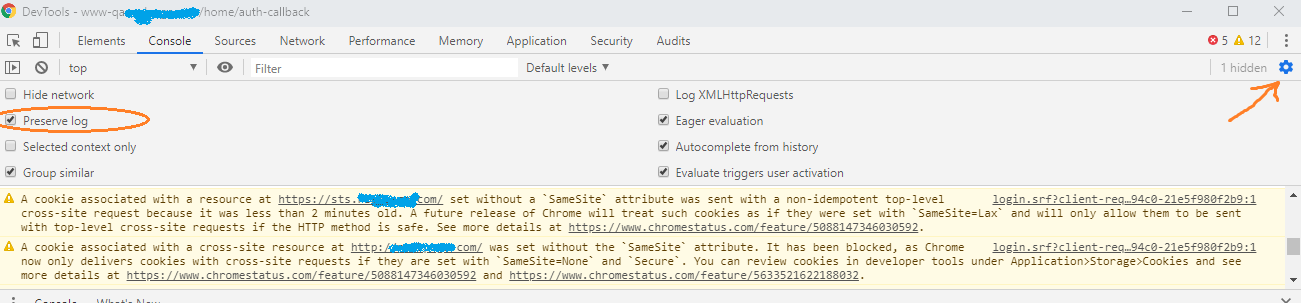 DevTools - www-qa /home/auth-callback
Elements Console Sources Network Performance Memory Application Security Audits 5 12
top Filter Default levels 1 hidden
Hide network Log XMLHttpRequests
Preserve log Eager evaluation
Selected context only Autocomplete from history
Group similar Evaluate triggers user activation
A cookie associated with a resource at https://sts. .com/ set without a `SameSite` attribute was sent with a non-idempotent top-level login.srf?client-req…94c0-21e5f980f2b9:1
cross-site request because it was less than 2 minutes old. A future release of Chrome will treat such cookies as if they were set with `SameSite=Lax` and will only allow them to be sent
with top-level cross-site requests if the HTTP method is safe. See more details at https://www.chromestatus.com/feature/5088147346030592.
A cookie associated with a cross-site resource at http: .com/ was set without the `SameSite` attribute. It has been blocked, as Chrome login.srf?client-req…94c0-21e5f980f2b9:1
now only delivers cookies with cross-site requests if they are set with `SameSite=None` and `Secure`. You can review cookies in developer tools under Application>Storage>Cookies and see
more details at https://www.chromestatus.com/feature/5088147346030592 and https://www.chromestatus.com/feature/5633521622188032.
Console What's New